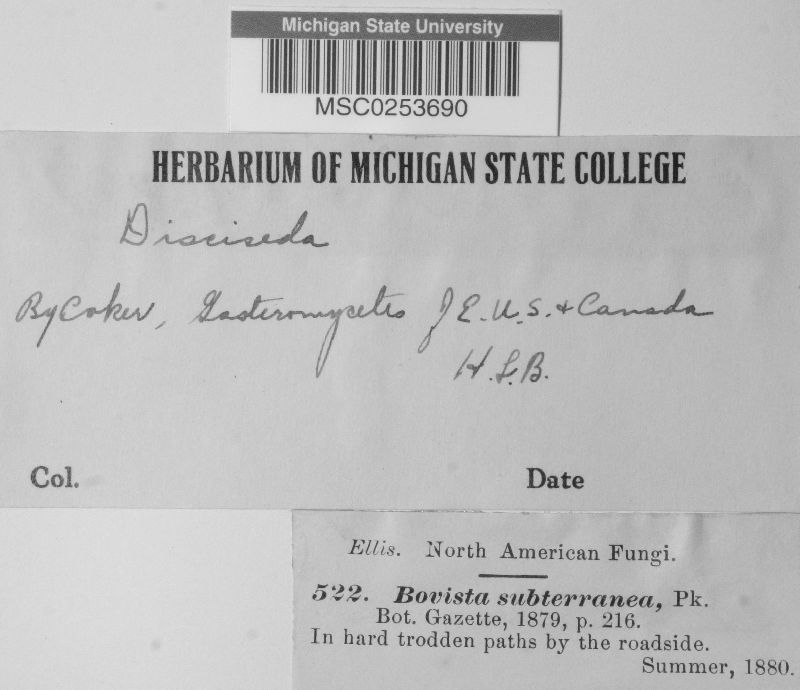 Michigan State University
MSC0253690
HERBARIUM OF MICHIGAN STATE COLLEGE
Disciseda
By Coker, Gasteromycetes of E. U. S. + Canada
H. L. B.
Col. Date
Ellis. North American Fungi.
522. Bovista subterranea, Pk.
Bot. Gazette, 1879, p. 216.
In hard trodden paths by the roadside.
Summer, 1880.